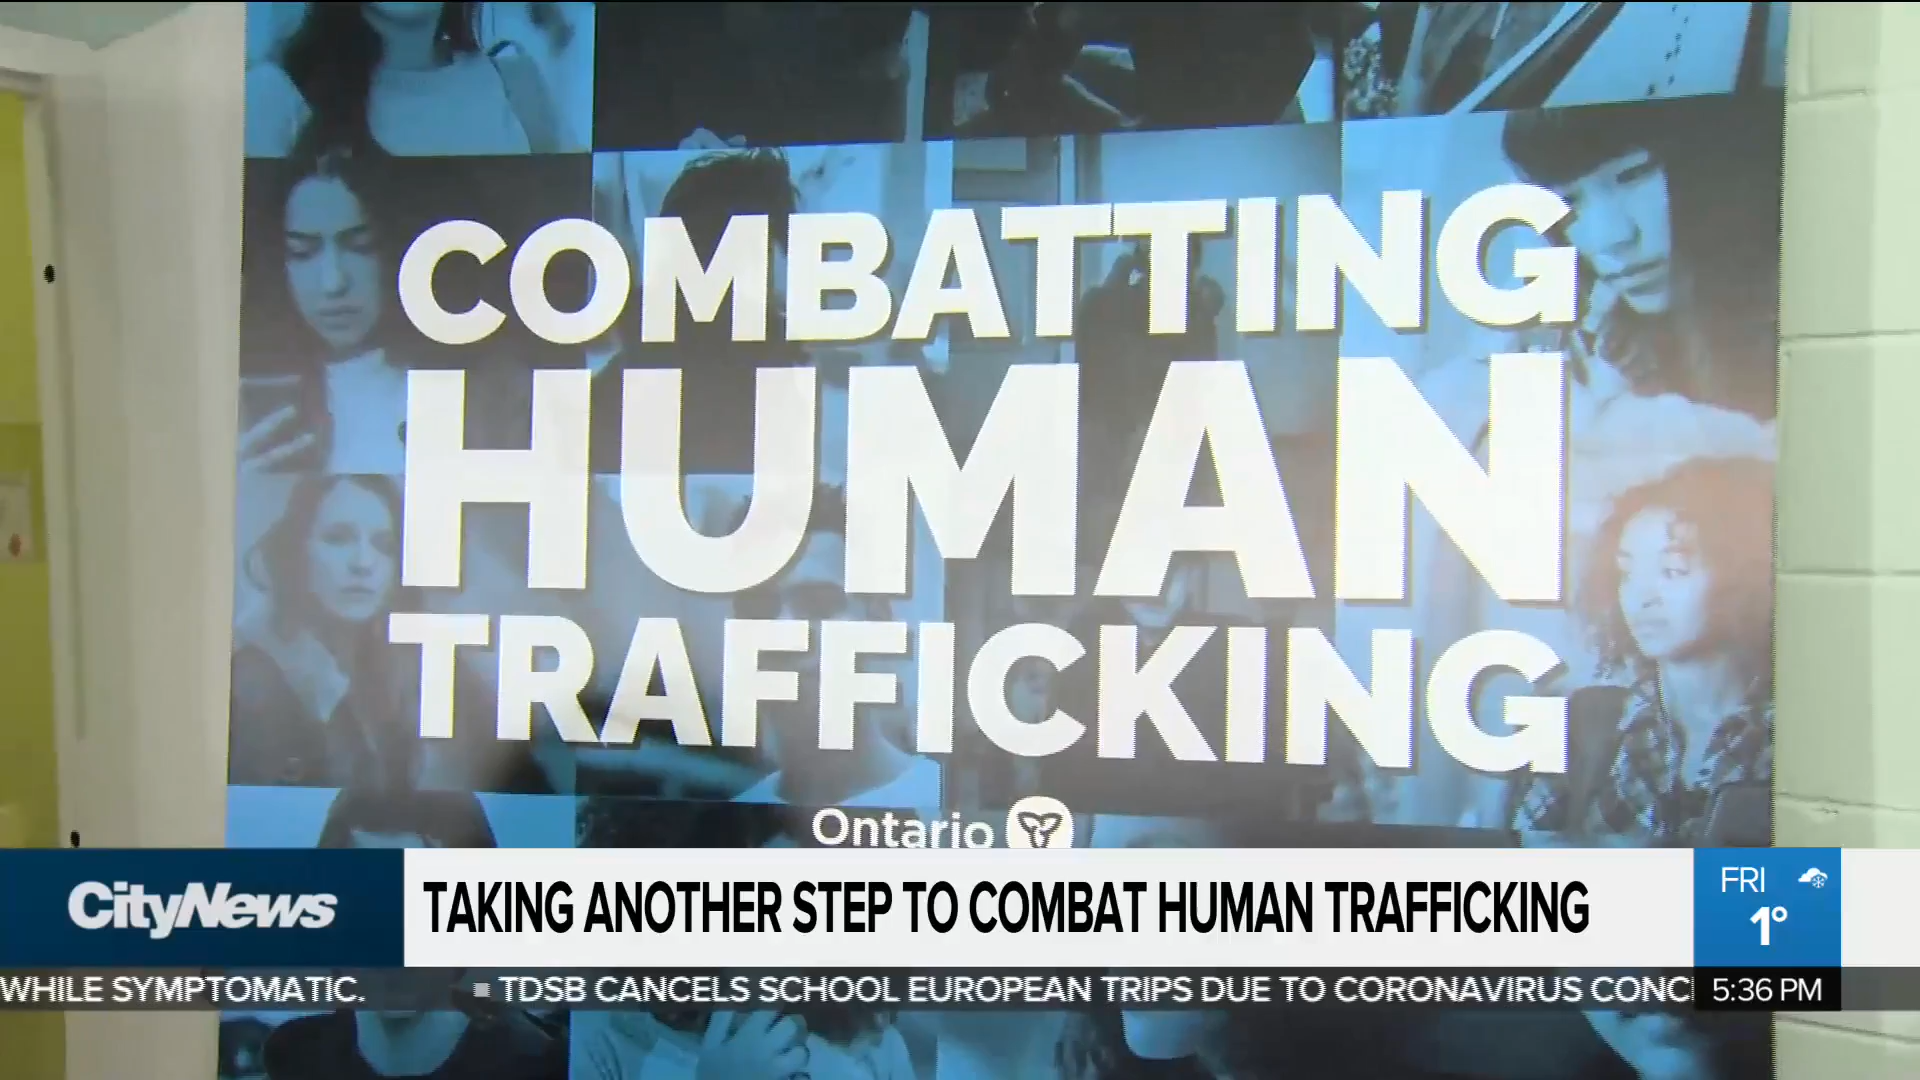 COMBATTING
HUMAN
TRAFFICKING
Ontario
CityNews
TAKING ANOTHER STEP TO COMBAT HUMAN TRAFFICKING
FRI
1°
WHILE SYMPTOMATIC.
TDSB CANCELS SCHOOL EUROPEAN TRIPS DUE TO CORONAVIRUS CONC
5:36 PM